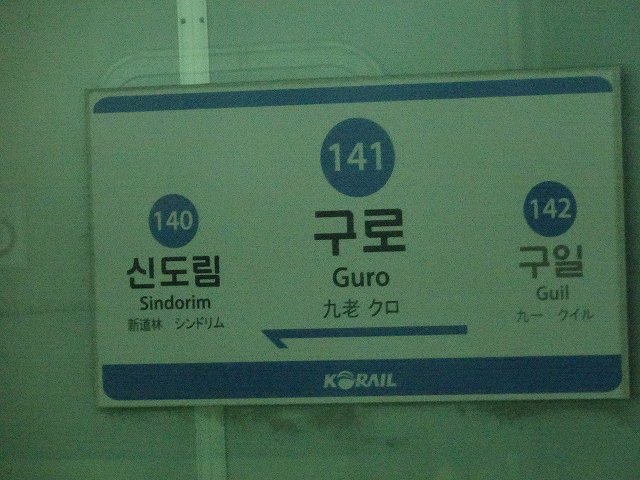 141
구로
Guro
九老 クロ
140
신도림
Sindorim
新道林 シンドリム
142
구일
Guil
九一 クイル
KORAIL